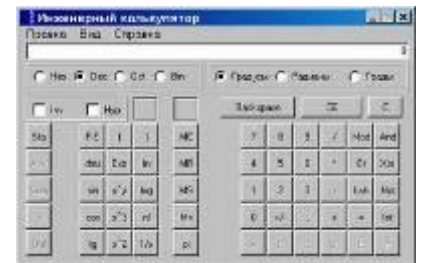 Инженерный калькулятор
Правка Вид Справка
0
Hex Dec Oct Bin Градусы Радианы Грады
Inv Hyp Backspace CE C
Sta F-E ( ) MC 7 8 9 / Mod And
dms Exp ln MR 4 5 6 * Or Xor
sin x^y log MS 1 2 3 - Lsh Not
cos x^3 n! M+ 0 +/- . + = Int
tg x^2 1/x pi